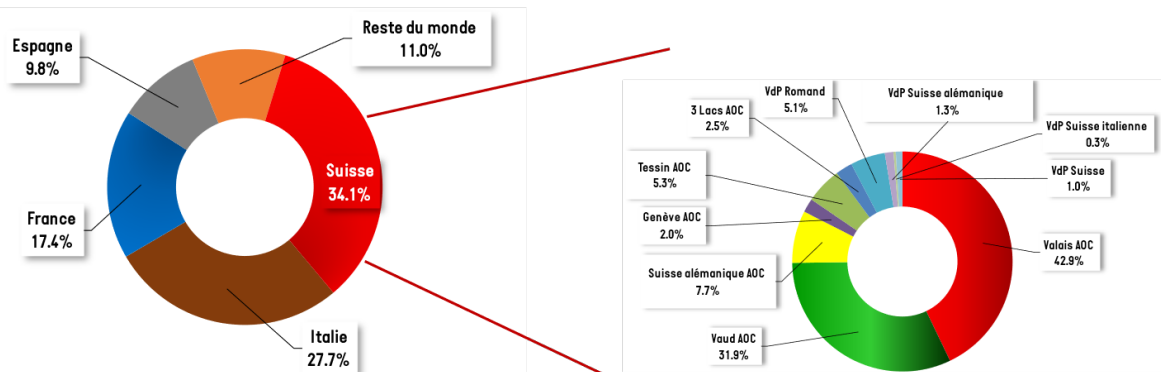 Espagne
9.8%
Reste du monde
11.0%
Suisse
34.1%
France
17.4%
Italie
27.7%
VdP Romand
5.1%
VdP Suisse alémanique
1.3%
3 Lacs AOC
2.5%
VdP Suisse italienne
0.3%
Tessin AOC
5.3%
VdP Suisse
1.0%
Genève AOC
2.0%
Valais AOC
42.9%
Suisse alémanique AOC
7.7%
Vaud AOC
31.9%